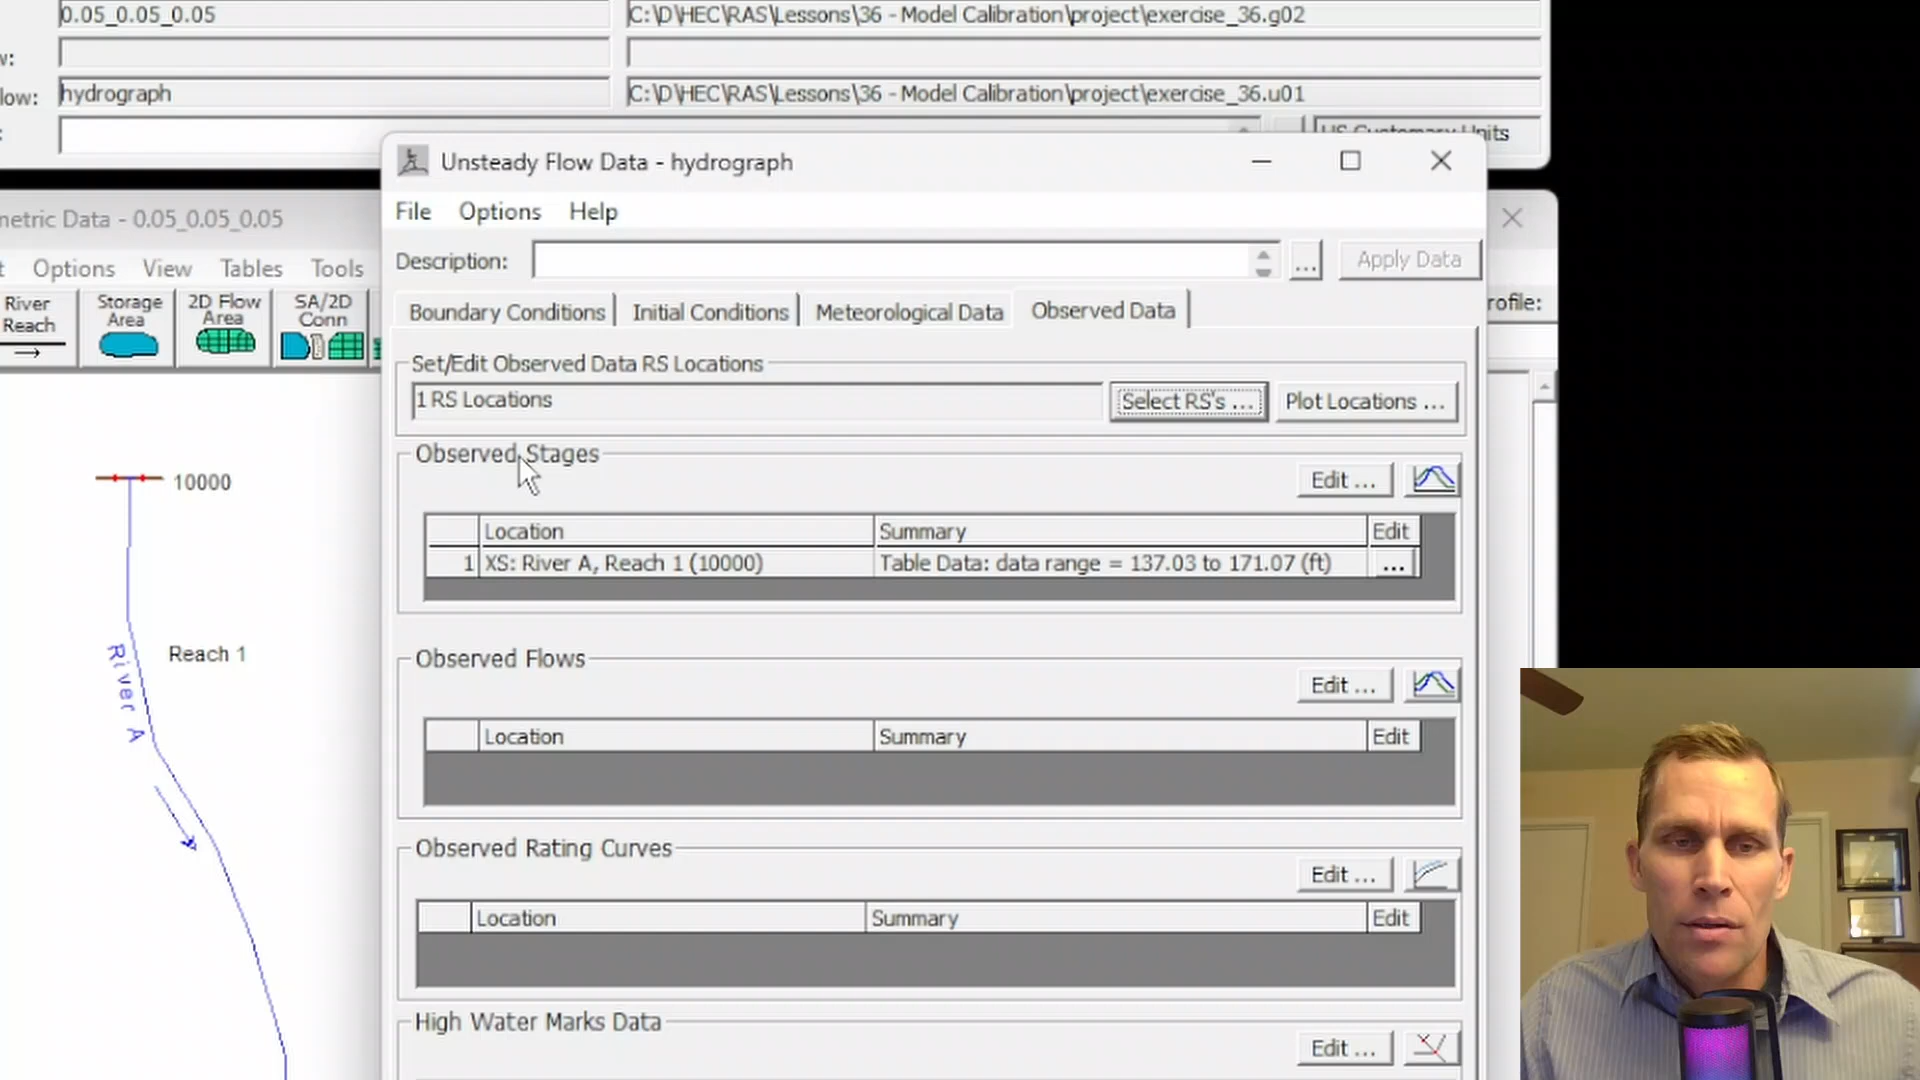 0.05_0.05_0.05
C:\D\HEC\RAS\Lessons\36 - Model Calibration\project\exercise_36.g02
w:
low:
hydrograph
C:\D\HEC\RAS\Lessons\36 - Model Calibration\project\exercise_36.u01
:
US Customary Units
Unsteady Flow Data - hydrograph
File
Options
Help
Description:
...
Apply Data
Boundary Conditions
Initial Conditions
Meteorological Data
Observed Data
Set/Edit Observed Data RS Locations
1 RS Locations
Select RS's ...
Plot Locations ...
Observed Stages
Edit ...
Location
Summary
Edit
1
XS: River A, Reach 1 (10000)
Table Data: data range = 137.03 to 171.07 (ft)
...
Observed Flows
Edit ...
Location
Summary
Edit
Observed Rating Curves
Edit ...
Location
Summary
Edit
High Water Marks Data
Edit ...
netric Data - 0.05_0.05_0.05
t
Options
View
Tables
Tools
River
Reach
Storage
Area
2D Flow
Area
SA/2D
Conn
rofile:
10000
Reach 1
River A